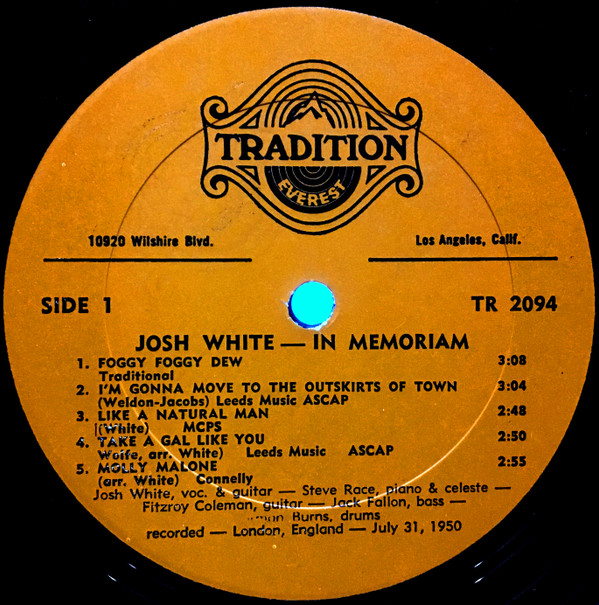 TRADITION
EVEREST
10920 Wilshire Blvd. Los Angeles, Calif.
SIDE 1 TR 2094
JOSH WHITE — IN MEMORIAM
1. FOGGY FOGGY DEW 3:08
Traditional
2. I'M GONNA MOVE TO THE OUTSKIRTS OF TOWN 3:04
(Weldon-Jacobs) Leeds Music ASCAP
3. LIKE A NATURAL MAN 2:48
(White) MCPS
4. TAKE A GAL LIKE YOU 2:50
Wolfe, arr. White) Leeds Music ASCAP
5. MOLLY MALONE 2:55
(arr. White) Connelly
Josh White, voc. & guitar — Steve Race, piano & celeste —
Fitzroy Coleman, guitar — Jack Fallon, bass —
Burns, drums
recorded — London, England — July 31, 1950